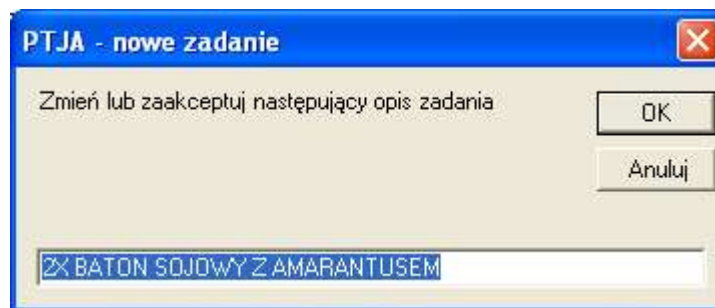 PTJA - nowe zadanie
Zmień lub zaakceptuj następujący opis zadania
OK
Anuluj
2X BATON SOJOWY Z AMARANTUSEM